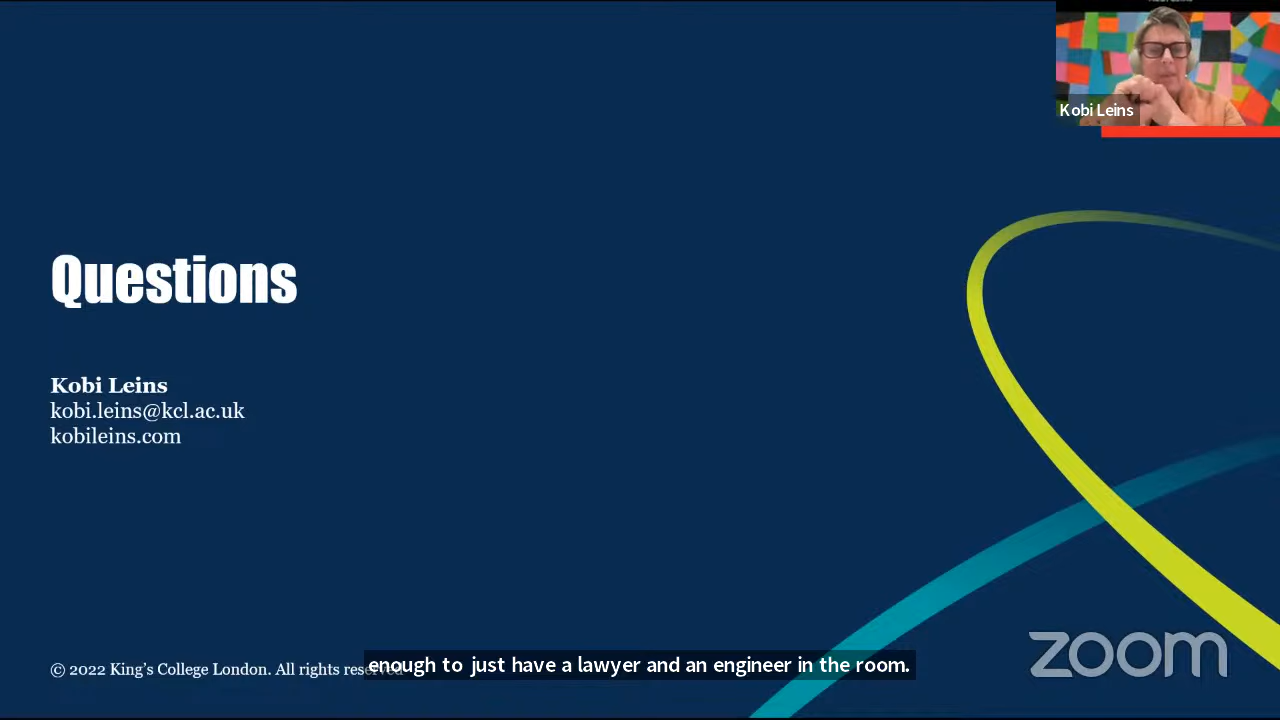 Kobi Leins
Questions
Kobi Leins
kobi.leins@kcl.ac.uk
kobileins.com
© 2022 King's College London. All rights reserved
enough to just have a lawyer and an engineer in the room.
zoom